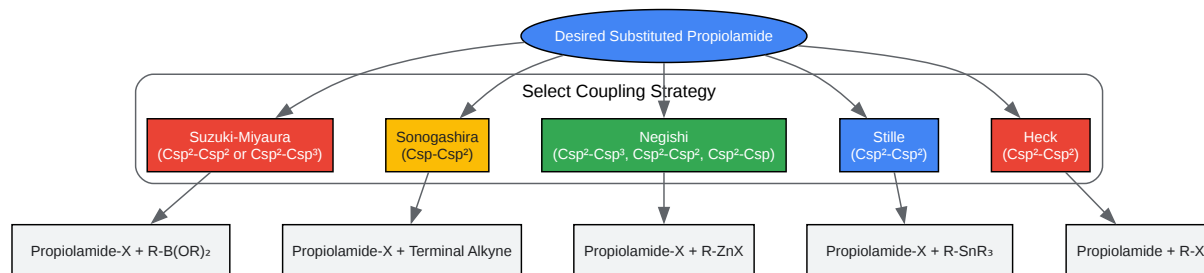 Desired Substituted Propiolamide
Select Coupling Strategy
Suzuki-Miyaura
(Csp²-Csp² or Csp²-Csp³)
Sonogashira
(Csp-Csp²)
Negishi
(Csp²-Csp³, Csp²-Csp², Csp²-Csp)
Stille
(Csp²-Csp²)
Heck
(Csp²-Csp²)
Propiolamide-X + R-B(OR)₂
Propiolamide-X + Terminal Alkyne
Propiolamide-X + R-ZnX
Propiolamide-X + R-SnR₃
Propiolamide + R-X